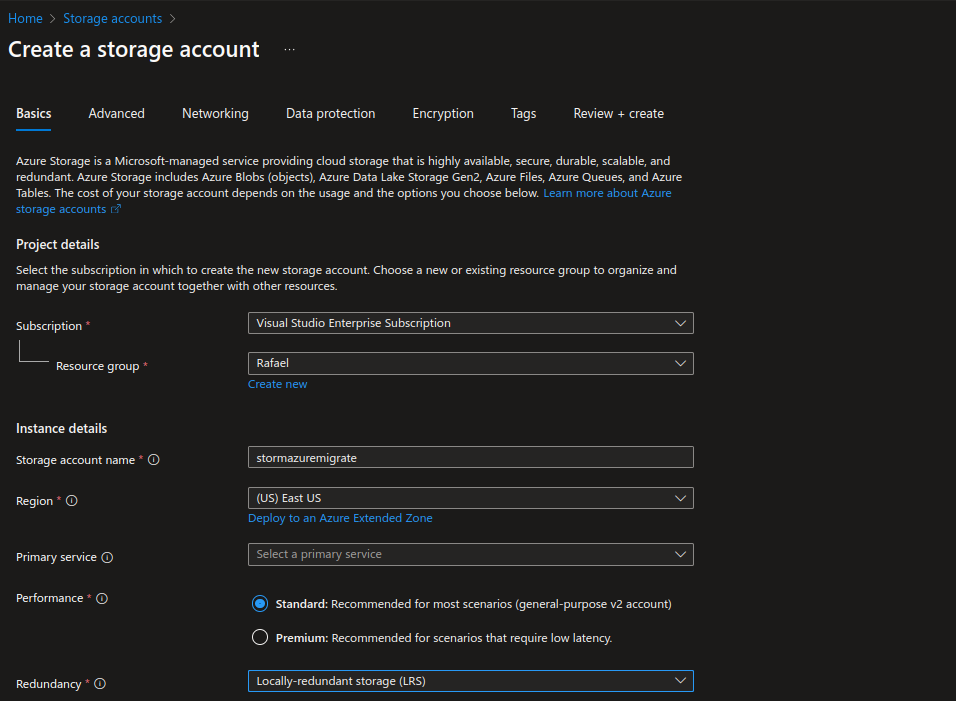 Home > Storage accounts >
Create a storage account ...
Basics Advanced Networking Data protection Encryption Tags Review + create
Azure Storage is a Microsoft-managed service providing cloud storage that is highly available, secure, durable, scalable, and
redundant. Azure Storage includes Azure Blobs (objects), Azure Data Lake Storage Gen2, Azure Files, Azure Queues, and Azure
Tables. The cost of your storage account depends on the usage and the options you choose below. Learn more about Azure
storage accounts
Project details
Select the subscription in which to create the new storage account. Choose a new or existing resource group to organize and
manage your storage account together with other resources.
Subscription * Visual Studio Enterprise Subscription
Resource group * Rafael
Create new
Instance details
Storage account name * stormazuremigrate
Region * (US) East US
Deploy to an Azure Extended Zone
Primary service Select a primary service
Performance * Standard: Recommended for most scenarios (general-purpose v2 account)
Premium: Recommended for scenarios that require low latency.
Redundancy * Locally-redundant storage (LRS)